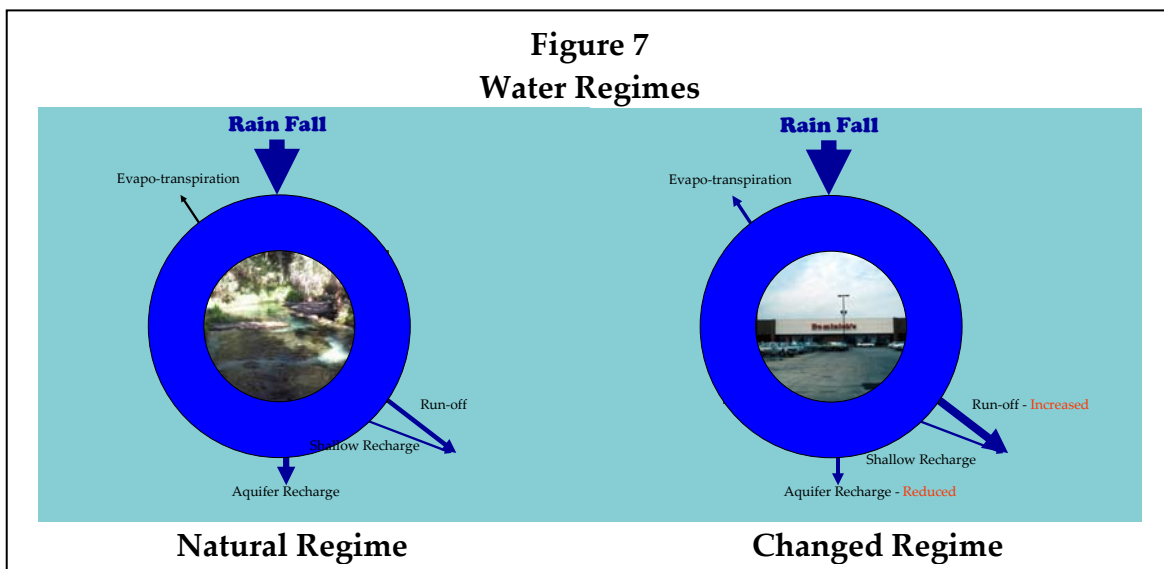 Figure 7
Water Regimes
Rain Fall
Evapo-transpiration
Run-off
Shallow Recharge
Aquifer Recharge
Natural Regime
Rain Fall
Evapo-transpiration
Dominick's
Run-off - Increased
Shallow Recharge
Aquifer Recharge - Reduced
Changed Regime